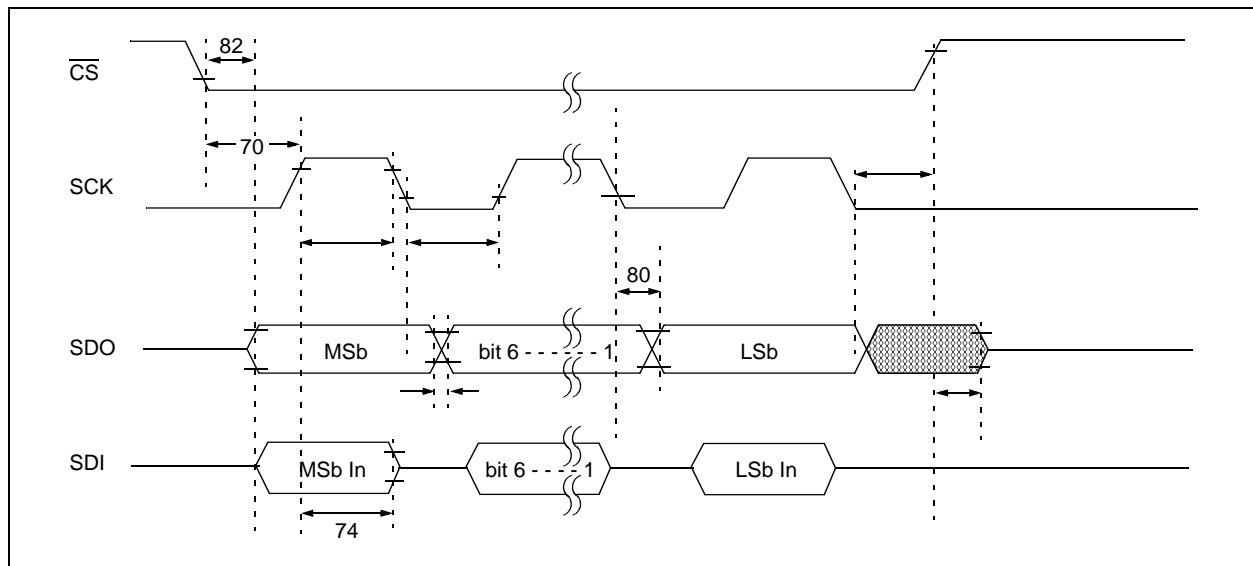 82
CS
70
SCK
80
SDO
MSb
bit 6 - - - - - - 1
LSb
SDI
MSb In
bit 6 - - - - 1
LSb In
74